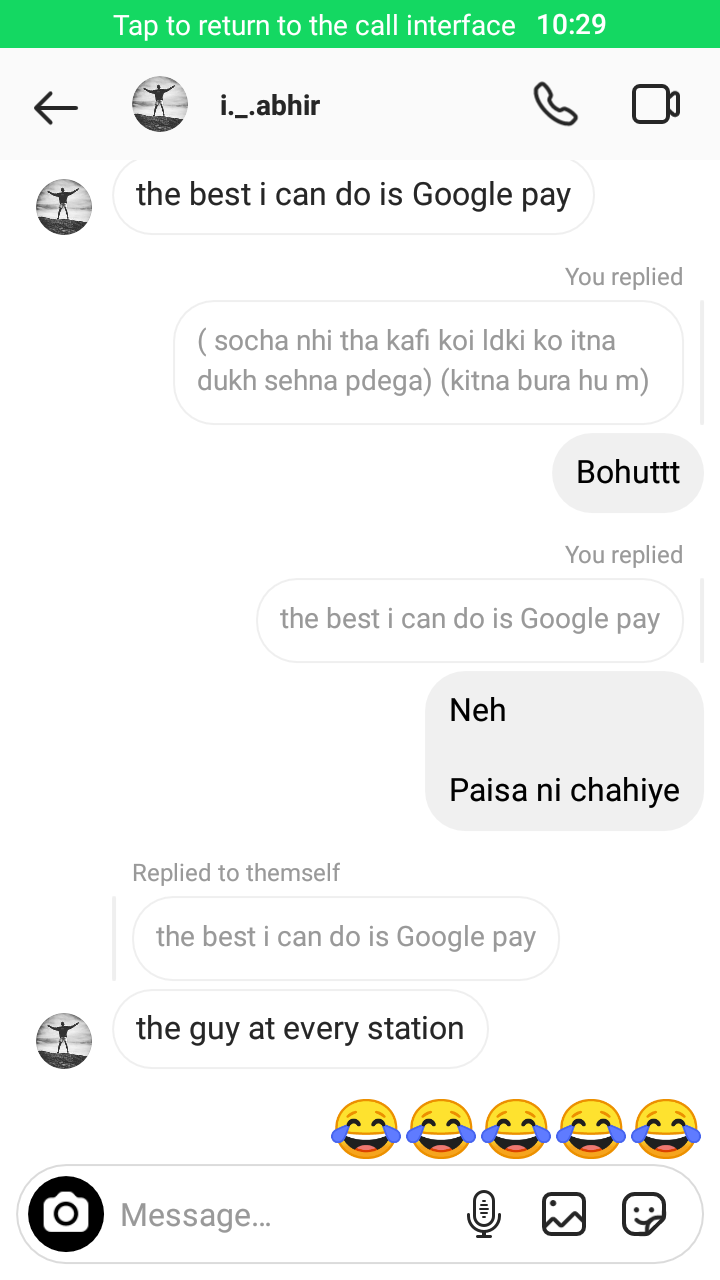 Tap to return to the call interface 10:29
i._.abhir
the best i can do is Google pay
You replied
( socha nhi tha kafi koi ldki ko itna
dukh sehna pdega) (kitna bura hu m)
Bohuttt
You replied
the best i can do is Google pay
Neh
Paisa ni chahiye
Replied to themself
the best i can do is Google pay
the guy at every station
😂😂😂😂😂
Message...